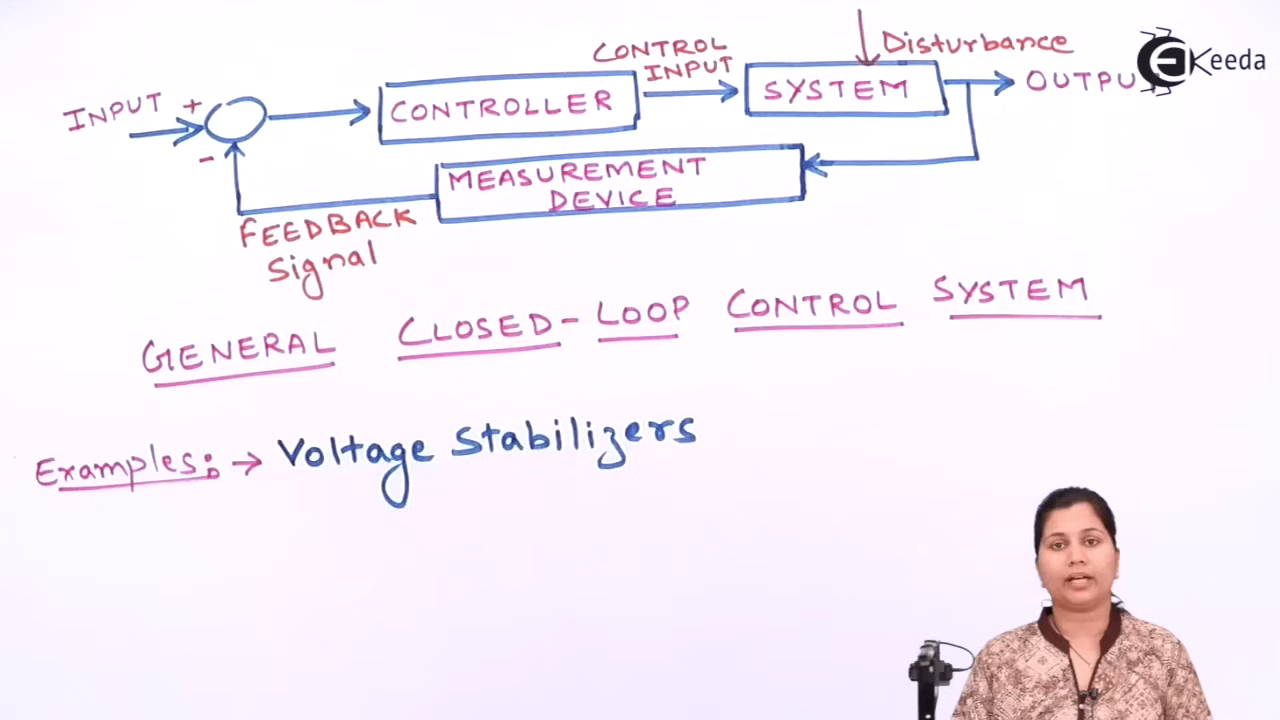 INPUT + CONTROLLER CONTROL INPUT SYSTEM Disturbance OUTPU
-
MEASUREMENT DEVICE
FEEDBACK
Signal
GENERAL CLOSED-LOOP CONTROL SYSTEM
Examples: → Voltage Stabilizers
Keeda